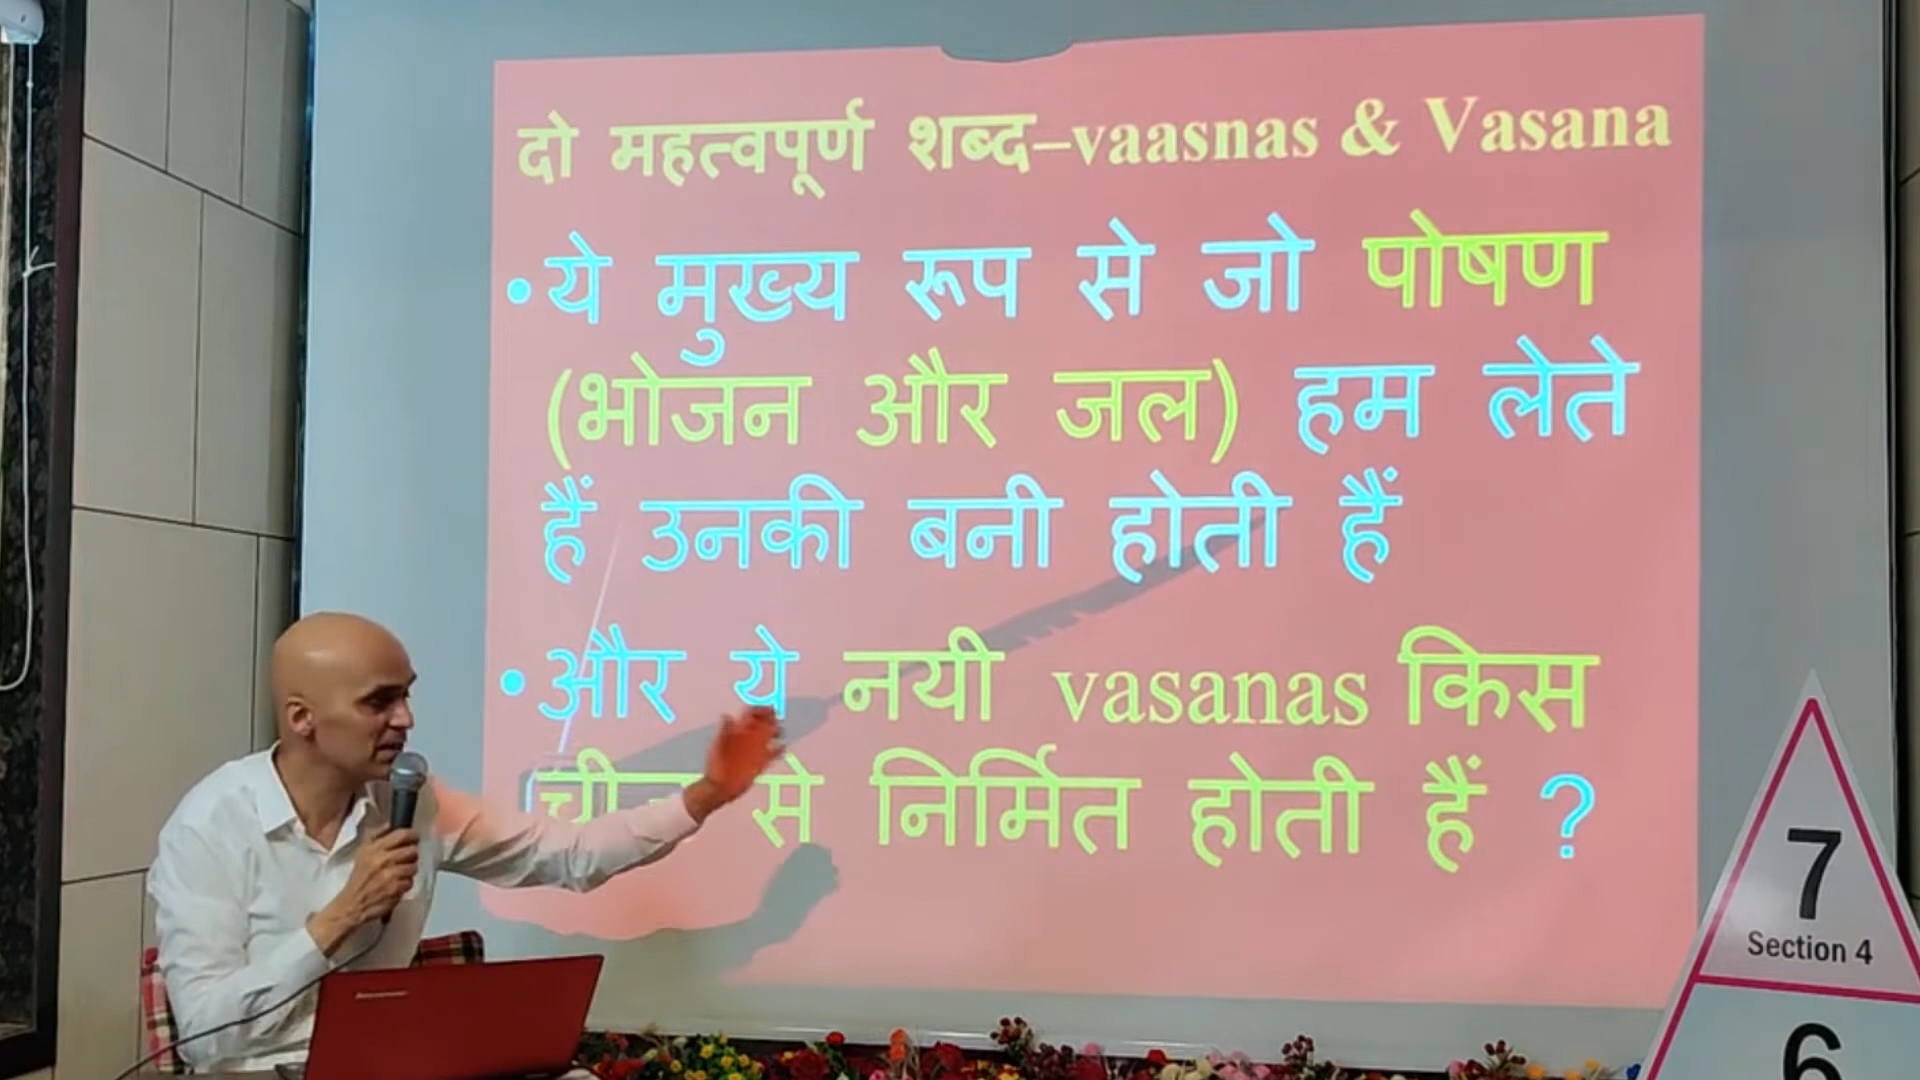 दो महत्वपूर्ण शब्द–vaasnas & Vasana
•ये मुख्य रूप से जो पोषण
(भोजन और जल) हम लेते
हैं उनकी बनी होती हैं
•और ये नयी vasanas किस
से निर्मित होती हैं ?
7
Section 4
6